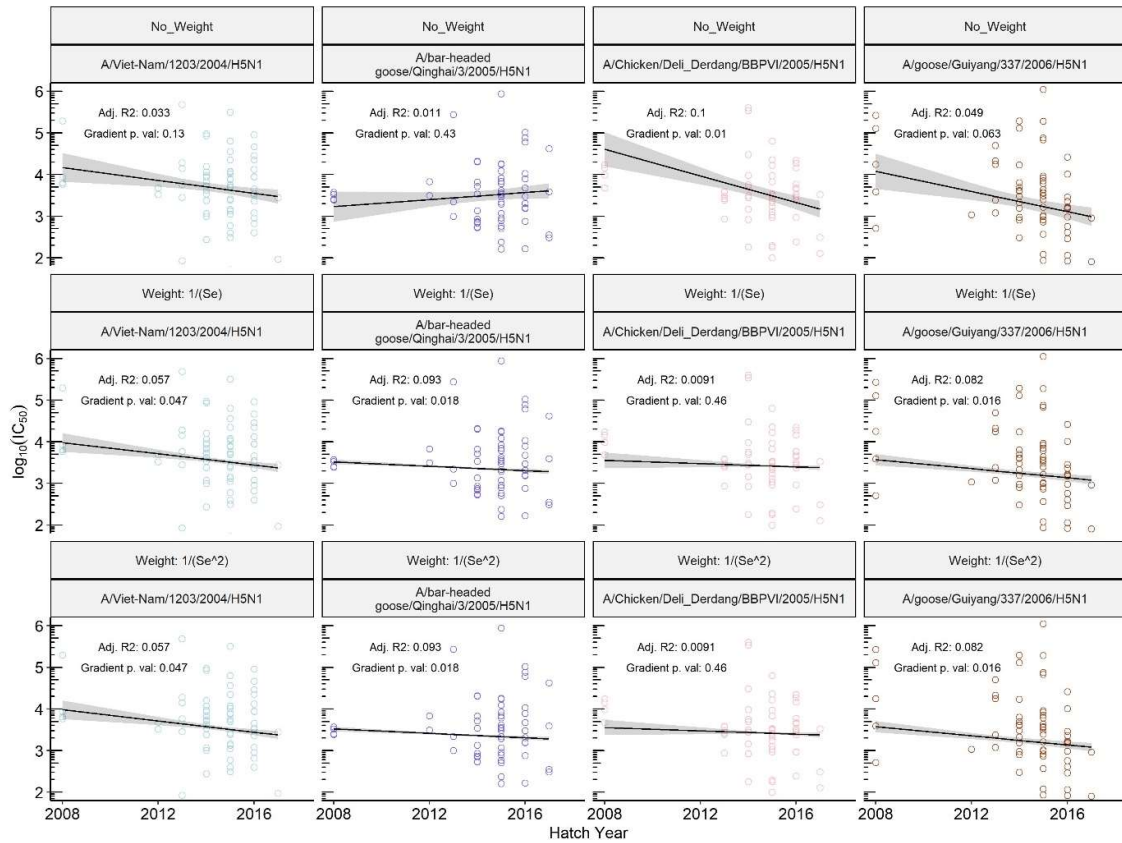 No_Weight
No_Weight
No_Weight
No_Weight
A/Viet-Nam/1203/2004/H5N1
A/bar-headed
goose/Qinghai/3/2005/H5N1
A/Chicken/Deli_Derdang/BBPVI/2005/H5N1
A/goose/Guiyang/337/2006/H5N1
6
5
4
3
2
Adj. R2: 0.033
Gradient p. val: 0.13
Adj. R2: 0.011
Gradient p. val: 0.43
Adj. R2: 0.1
Gradient p. val: 0.01
Adj. R2: 0.049
Gradient p. val: 0.063
Weight: 1/(Se)
Weight: 1/(Se)
Weight: 1/(Se)
Weight: 1/(Se)
A/Viet-Nam/1203/2004/H5N1
A/bar-headed
goose/Qinghai/3/2005/H5N1
A/Chicken/Deli_Derdang/BBPVI/2005/H5N1
A/goose/Guiyang/337/2006/H5N1
log10(IC50)
6
5
4
3
2
Adj. R2: 0.057
Gradient p. val: 0.047
Adj. R2: 0.093
Gradient p. val: 0.018
Adj. R2: 0.0091
Gradient p. val: 0.46
Adj. R2: 0.082
Gradient p. val: 0.016
Weight: 1/(Se^2)
Weight: 1/(Se^2)
Weight: 1/(Se^2)
Weight: 1/(Se^2)
A/Viet-Nam/1203/2004/H5N1
A/bar-headed
goose/Qinghai/3/2005/H5N1
A/Chicken/Deli_Derdang/BBPVI/2005/H5N1
A/goose/Guiyang/337/2006/H5N1
6
5
4
3
2
Adj. R2: 0.057
Gradient p. val: 0.047
Adj. R2: 0.093
Gradient p. val: 0.018
Adj. R2: 0.0091
Gradient p. val: 0.46
Adj. R2: 0.082
Gradient p. val: 0.016
2008 2012 2016
2008 2012 2016
2008 2012 2016
2008 2012 2016
Hatch Year